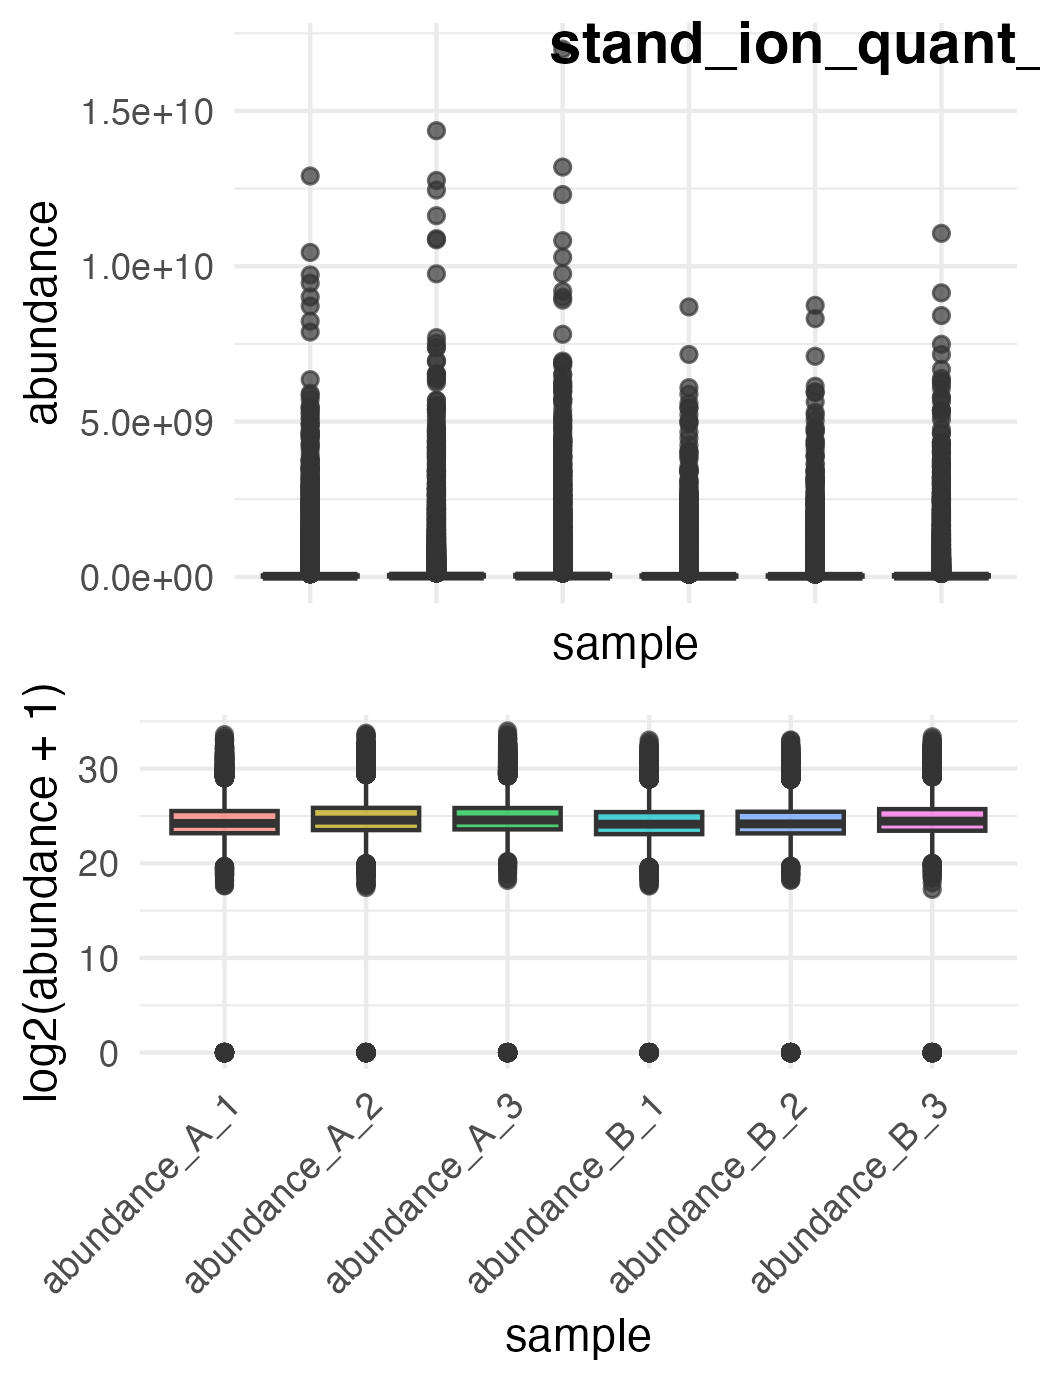 stand_ion_quant_
abundance
1.5e+10
1.0e+10
5.0e+09
0.0e+00
sample
log2(abundance + 1)
30
20
10
0
abundance_A_1
abundance_A_2
abundance_A_3
abundance_B_1
abundance_B_2
abundance_B_3
sample